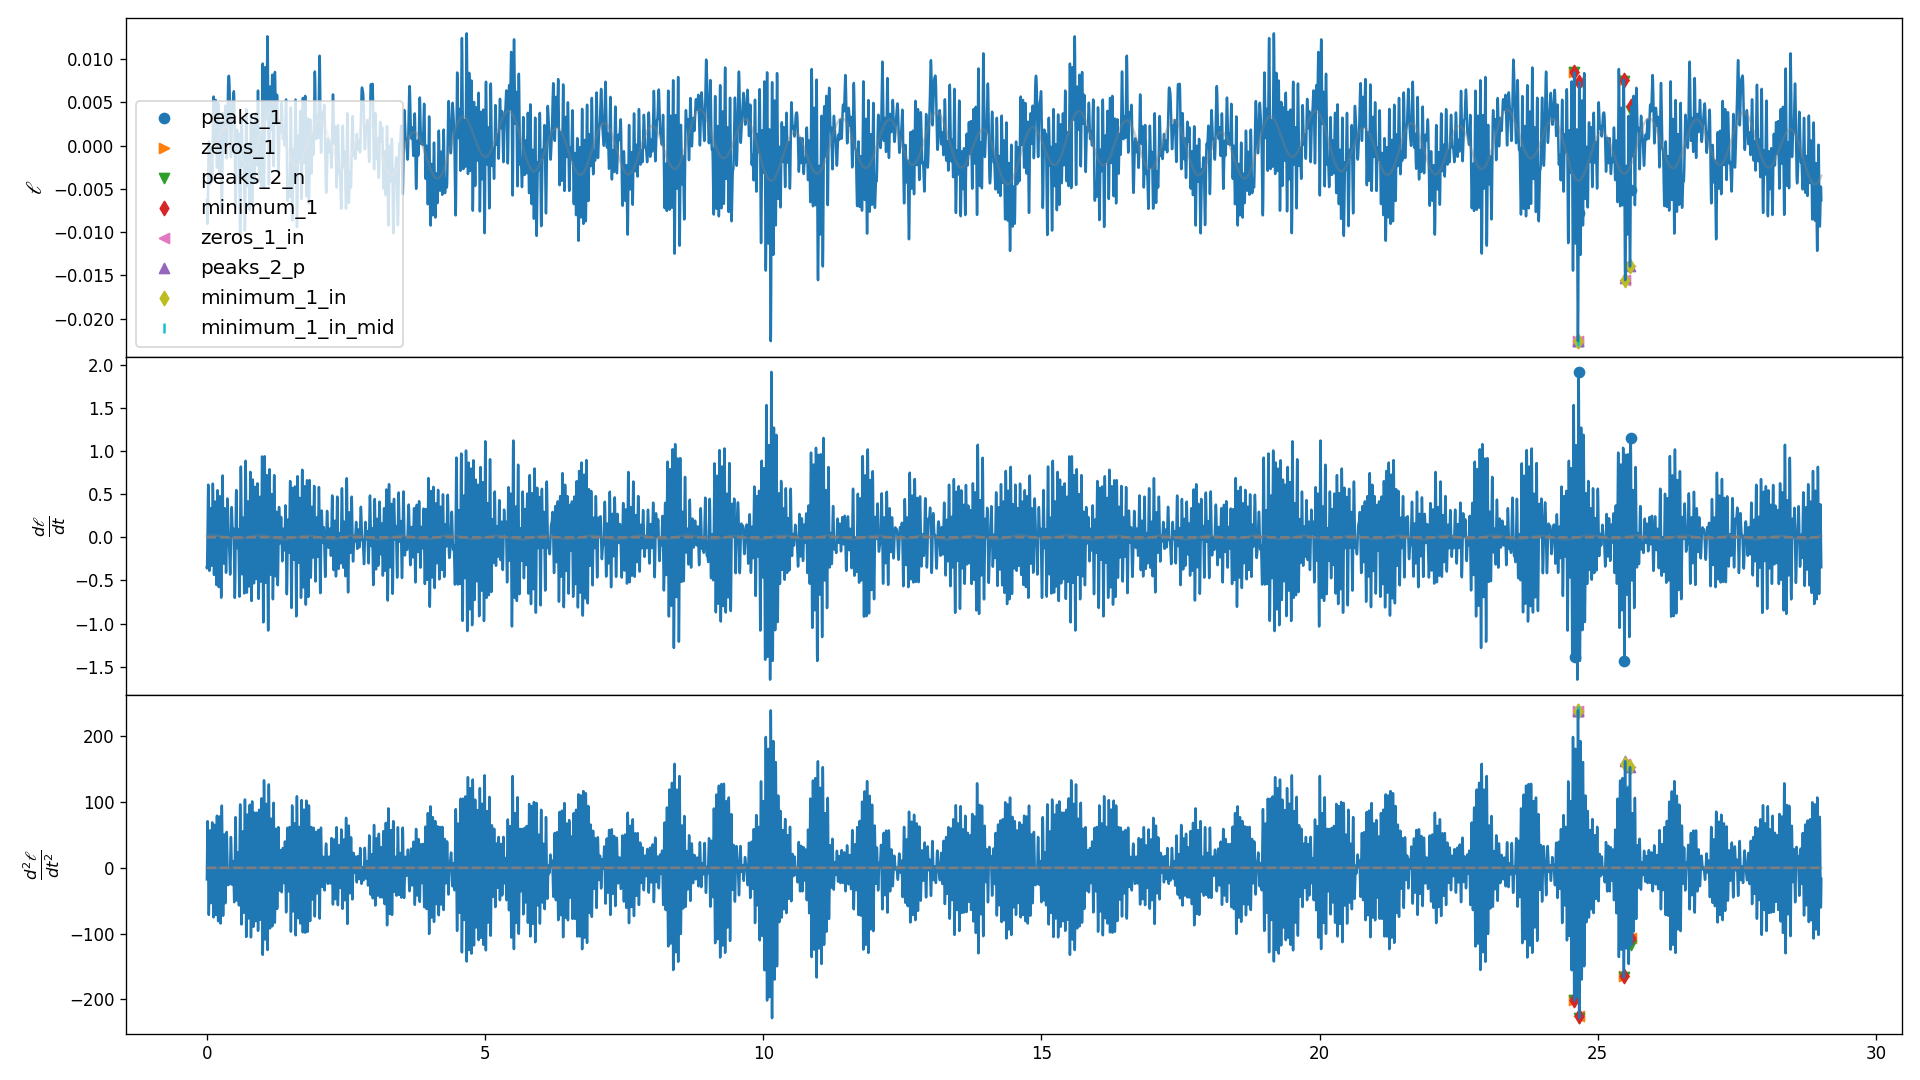 0.010
0.005
0.000
−0.005
−0.010
−0.015
−0.020
ℓ
peaks_1
zeros_1
peaks_2_n
minimum_1
zeros_1_in
peaks_2_p
minimum_1_in
minimum_1_in_mid
2.0
1.5
1.0
0.5
0.0
−0.5
−1.0
−1.5
dℓ/dt
200
100
0
−100
−200
d²ℓ/dt²
0 5 10 15 20 25 30